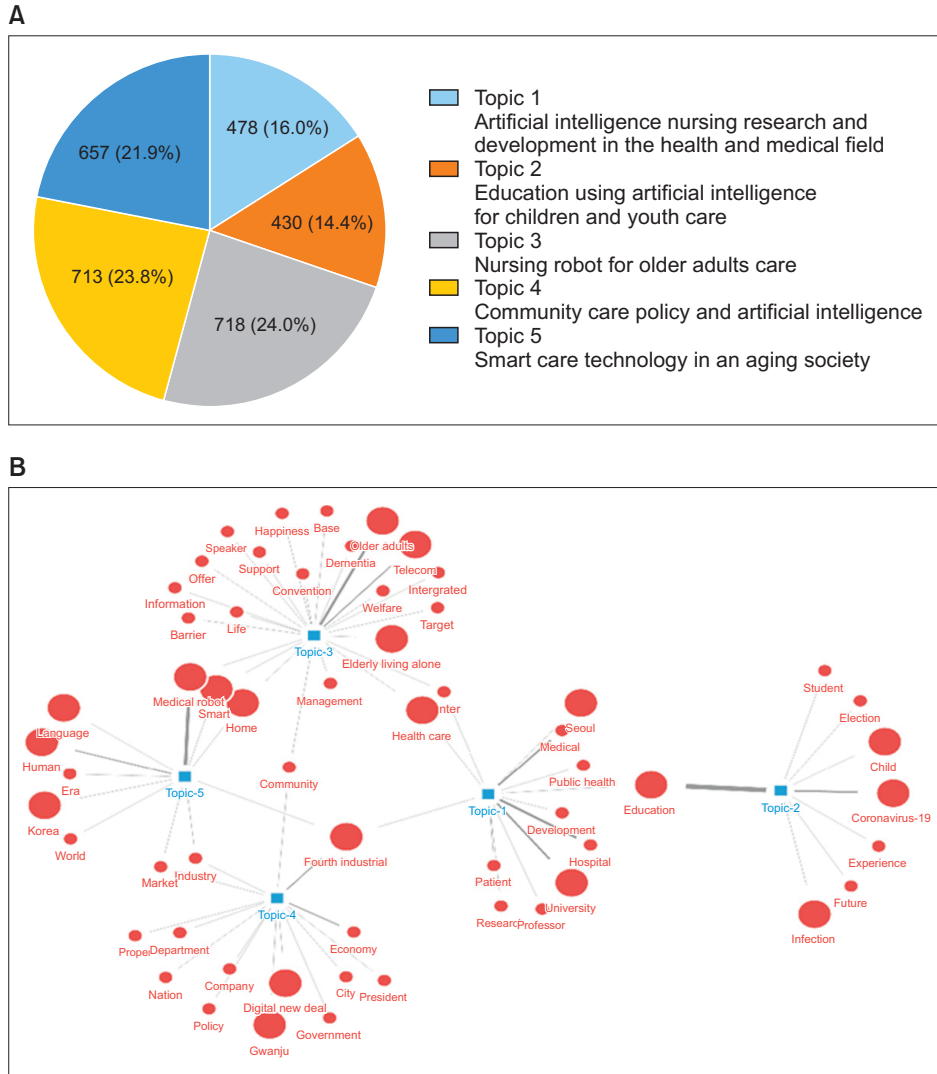 A
478 (16.0%)
657 (21.9%)
430 (14.4%)
713 (23.8%)
718 (24.0%)
Topic 1
Artificial intelligence nursing research and
development in the health and medical field
Topic 2
Education using artificial intelligence
for children and youth care
Topic 3
Nursing robot for older adults care
Topic 4
Community care policy and artificial intelligence
Topic 5
Smart care technology in an aging society
B
Happiness
Base
Older adults
Speaker
Support
Dementia
Telecom
Offer
Convention
Intergrated
Information
Welfare
Life
Target
Barrier
Topic-3
Elderly living alone
Medical robot
Smart
Home
Management
nter
Health care
Language
Human
Era
Korea
World
Topic-5
Market
Industry
Community
Fourth industrial
Topic-4
Proper
Department
Economy
Nation
Company
City
President
Policy
Digital new deal
Government
Gwanju
Seoul
Medical
Public health
Topic-1
Development
Hospital
Patient
University
Research
Professor
Education
Student
Election
Child
Topic-2
Coronavirus-19
Experience
Future
Infection